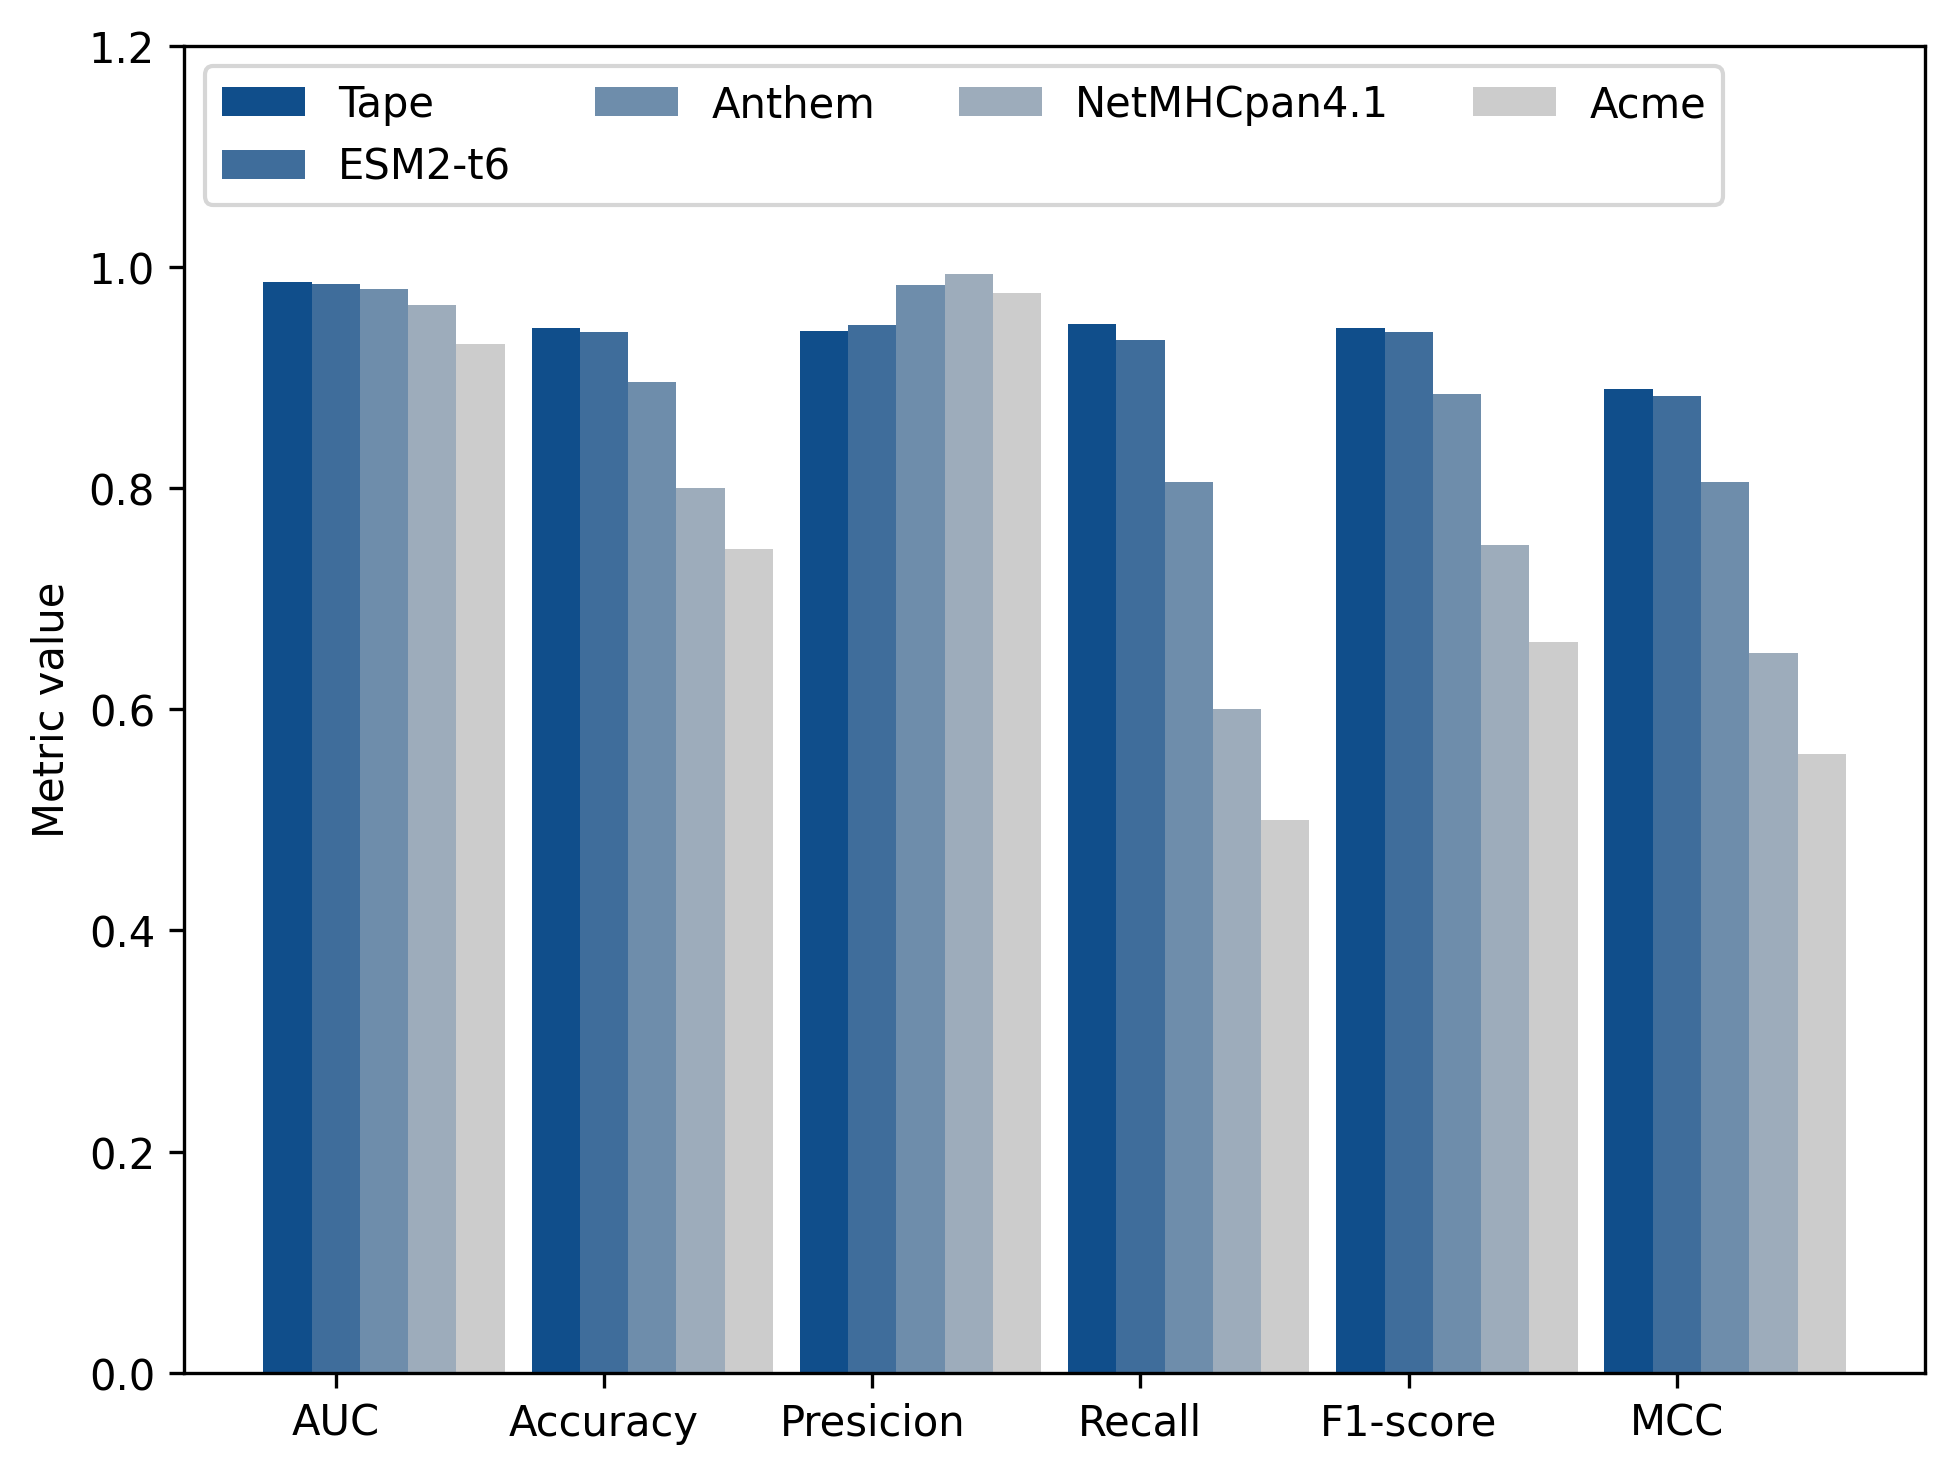 1.2
Tape Anthem NetMHCpan4.1 Acme
ESM2-t6
1.0
0.8
0.6
0.4
0.2
0.0
Metric value
AUC Accuracy Presicion Recall F1-score MCC